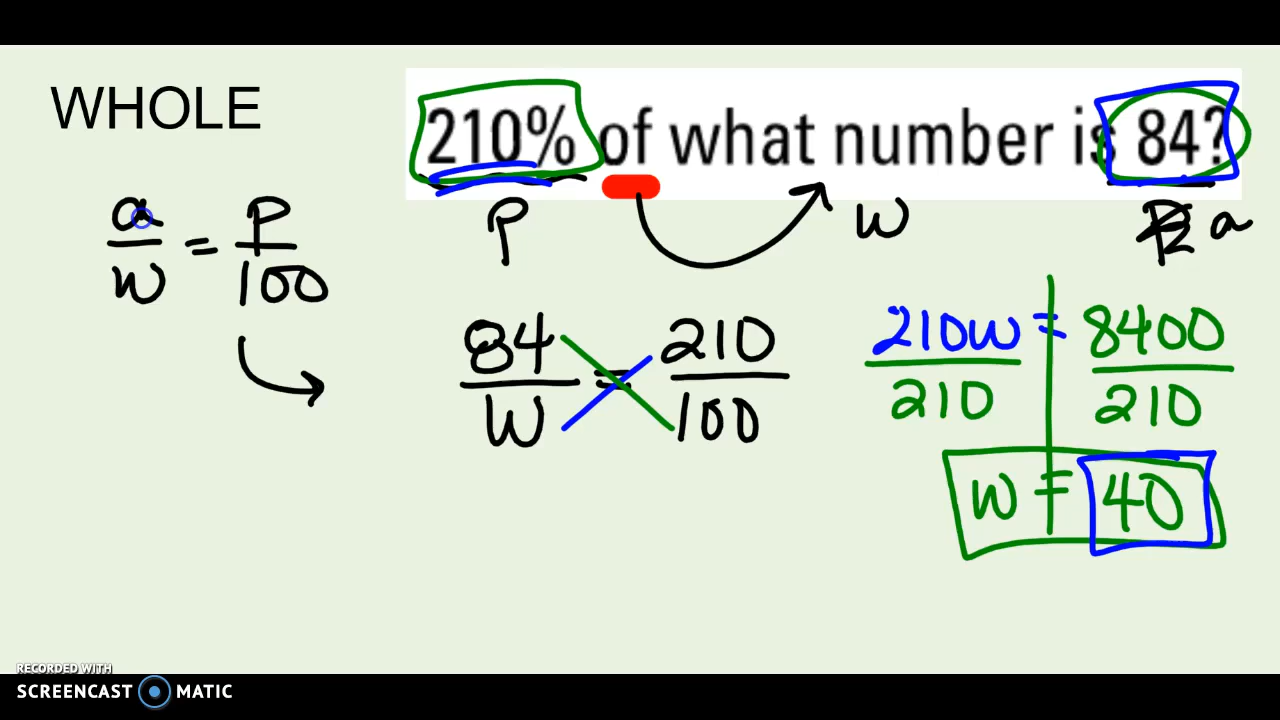 WHOLE
210% of what number is 84?
P
w
a
a/w = P/100
84/W = 210/100
210w = 8400
210 210
w = 40
RECORDED WITH
SCREENCAST MATIC